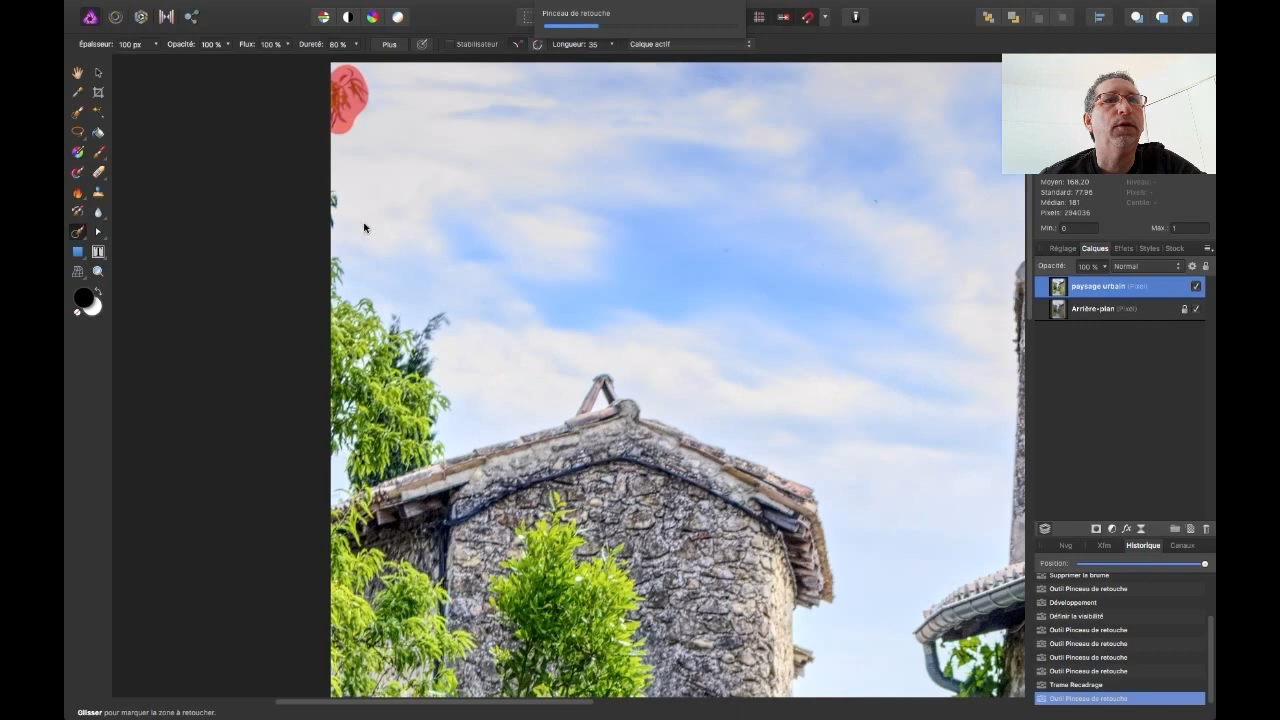 Pinceau de retouche
Épaisseur: 100 px
Opacité: 100 %
Flux: 100 %
Dureté: 80 %
Plus
Stabilisateur
Longueur: 35
Calque actif
Moyen: 168.20
Niveau: -
Standard: 77.96
Pixels: -
Médian: 181
Centile: -
Pixels: 294036
Min.: 0
Max.: 1
Réglage
Calques
Effets
Styles
Stock
Opacité: 100 %
Normal
paysage urbain (Pixel)
Arrière-plan (Pixel)
Nvg
Xfm
Historique
Canaux
Position:
Supprimer la brume
Outil Pinceau de retouche
Développement
Définir la visibilité
Outil Pinceau de retouche
Outil Pinceau de retouche
Outil Pinceau de retouche
Outil Pinceau de retouche
Trame Recadrage
Outil Pinceau de retouche
Glisser pour marquer la zone à retoucher.